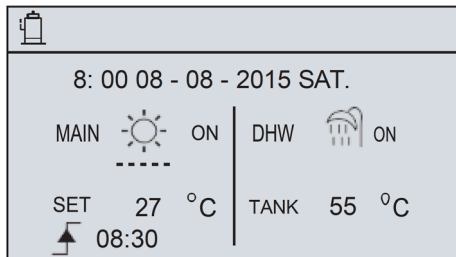 8: 00 08 - 08 - 2015 SAT.
MAIN ON DHW ON
SET 27 °C TANK 55 °C
08:30